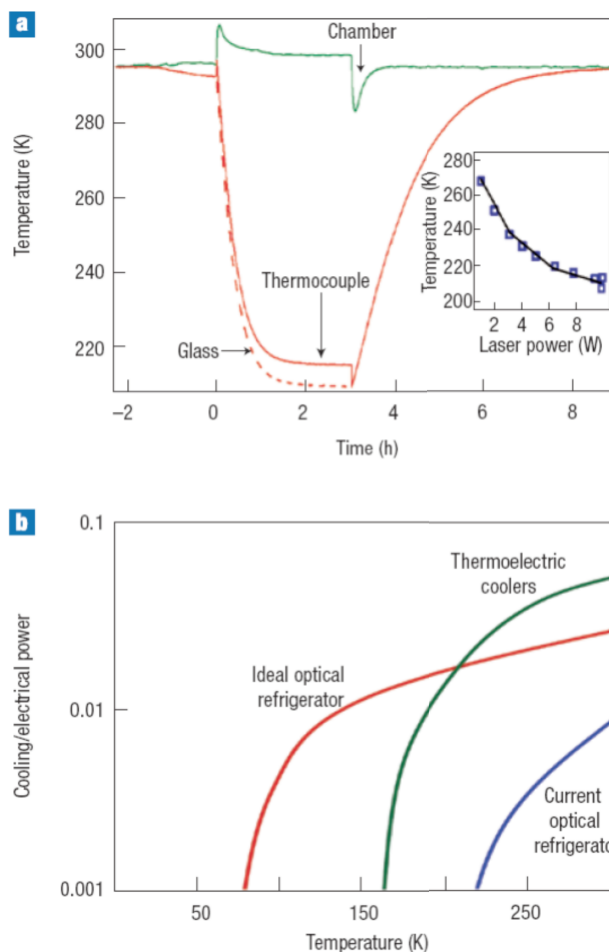 a
Chamber
300
280
260
240
220
Temperature (K)
Thermocouple
Glass
–2
0
2
4
6
8
Time (h)
280
260
240
220
200
Temperature (K)
2 4 6 8
Laser power (W)
b
0.1
0.01
0.001
Cooling/electrical power
Thermoelectric
coolers
Ideal optical
refrigerator
Current
optical
refrigerato
50
150
250
Temperature (K)